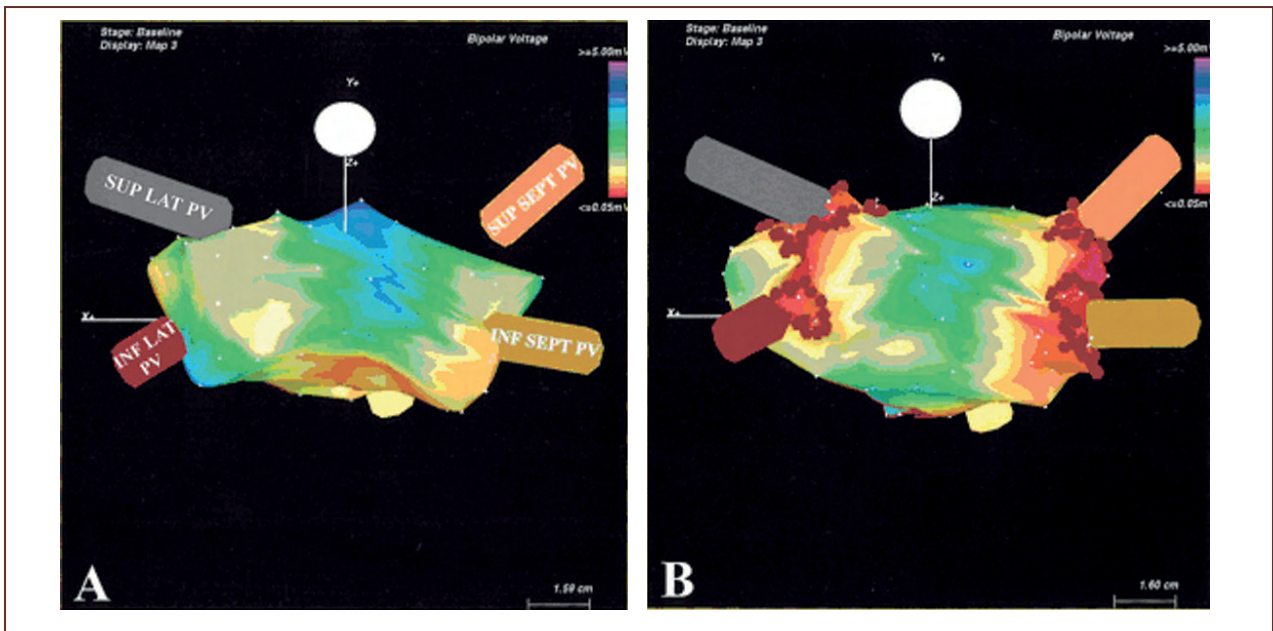 Stage: Baseline
Display: Map 3
Bipolar Voltage
>=5.00mV
Y+
Z+
SUP LAT PV
SUP SEPT PV
<=0.05mV
X+
INF LAT
PV
INF SEPT PV
A
1.59 cm
Stage: Baseline
Display: Map 3
Bipolar Voltage
>=5.00mV
Y+
Z+
<=0.05mV
X+
B
1.60 cm